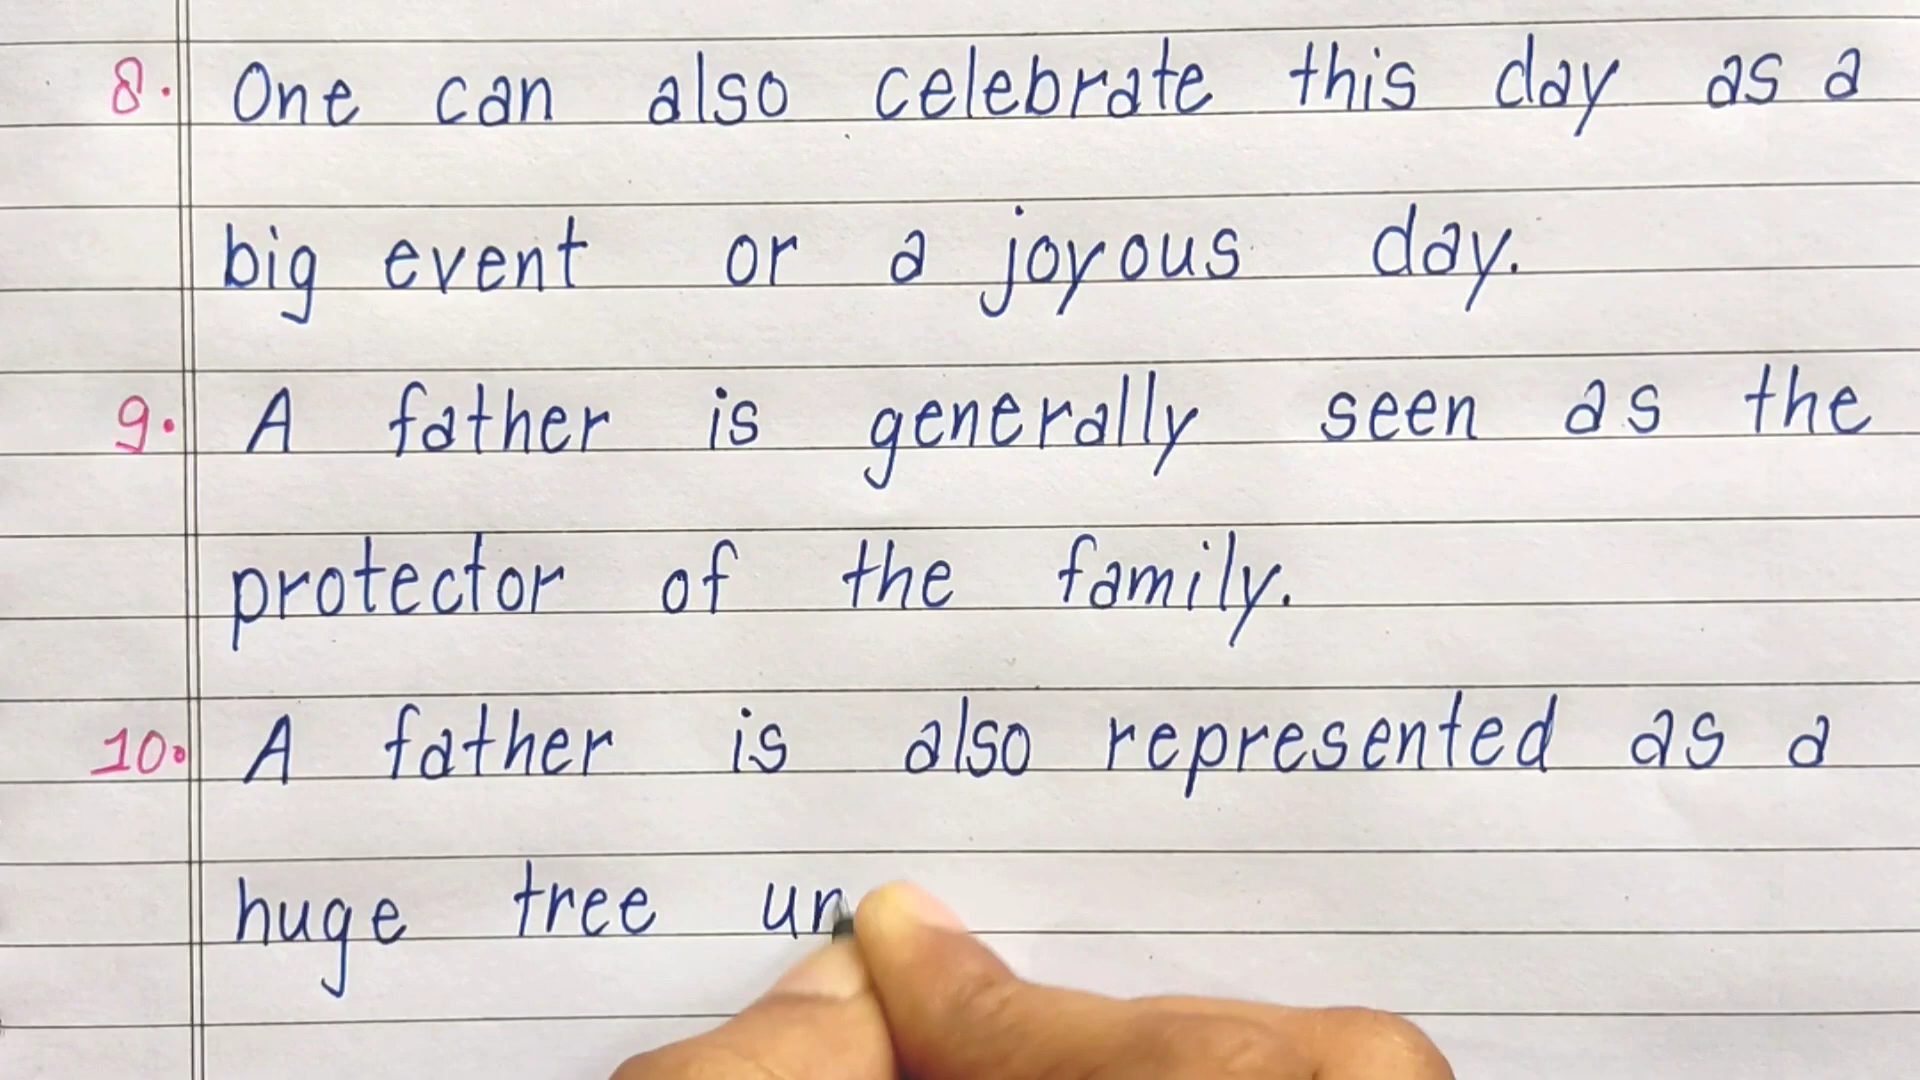 8. One can also celebrate this day as a
big event or a joyous day.
9. A father is generally seen as the
protector of the family.
10. A father is also represented as a
huge tree un